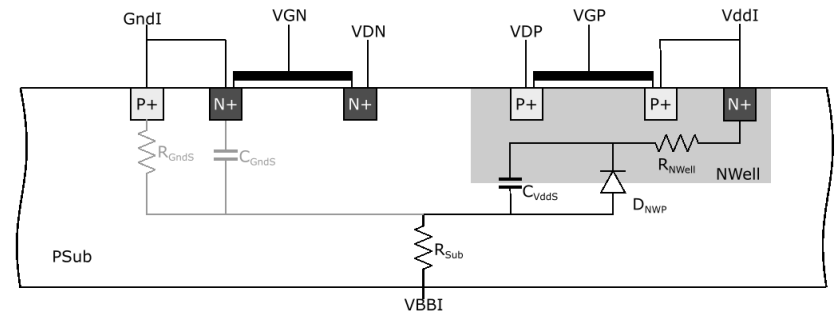 GndI VGN VDN VDP VGP VddI
P+ N+ N+ P+ P+ N+
RGndS CGndS RNWell NWell
CVddS DNWP
PSub RSub
VBBI